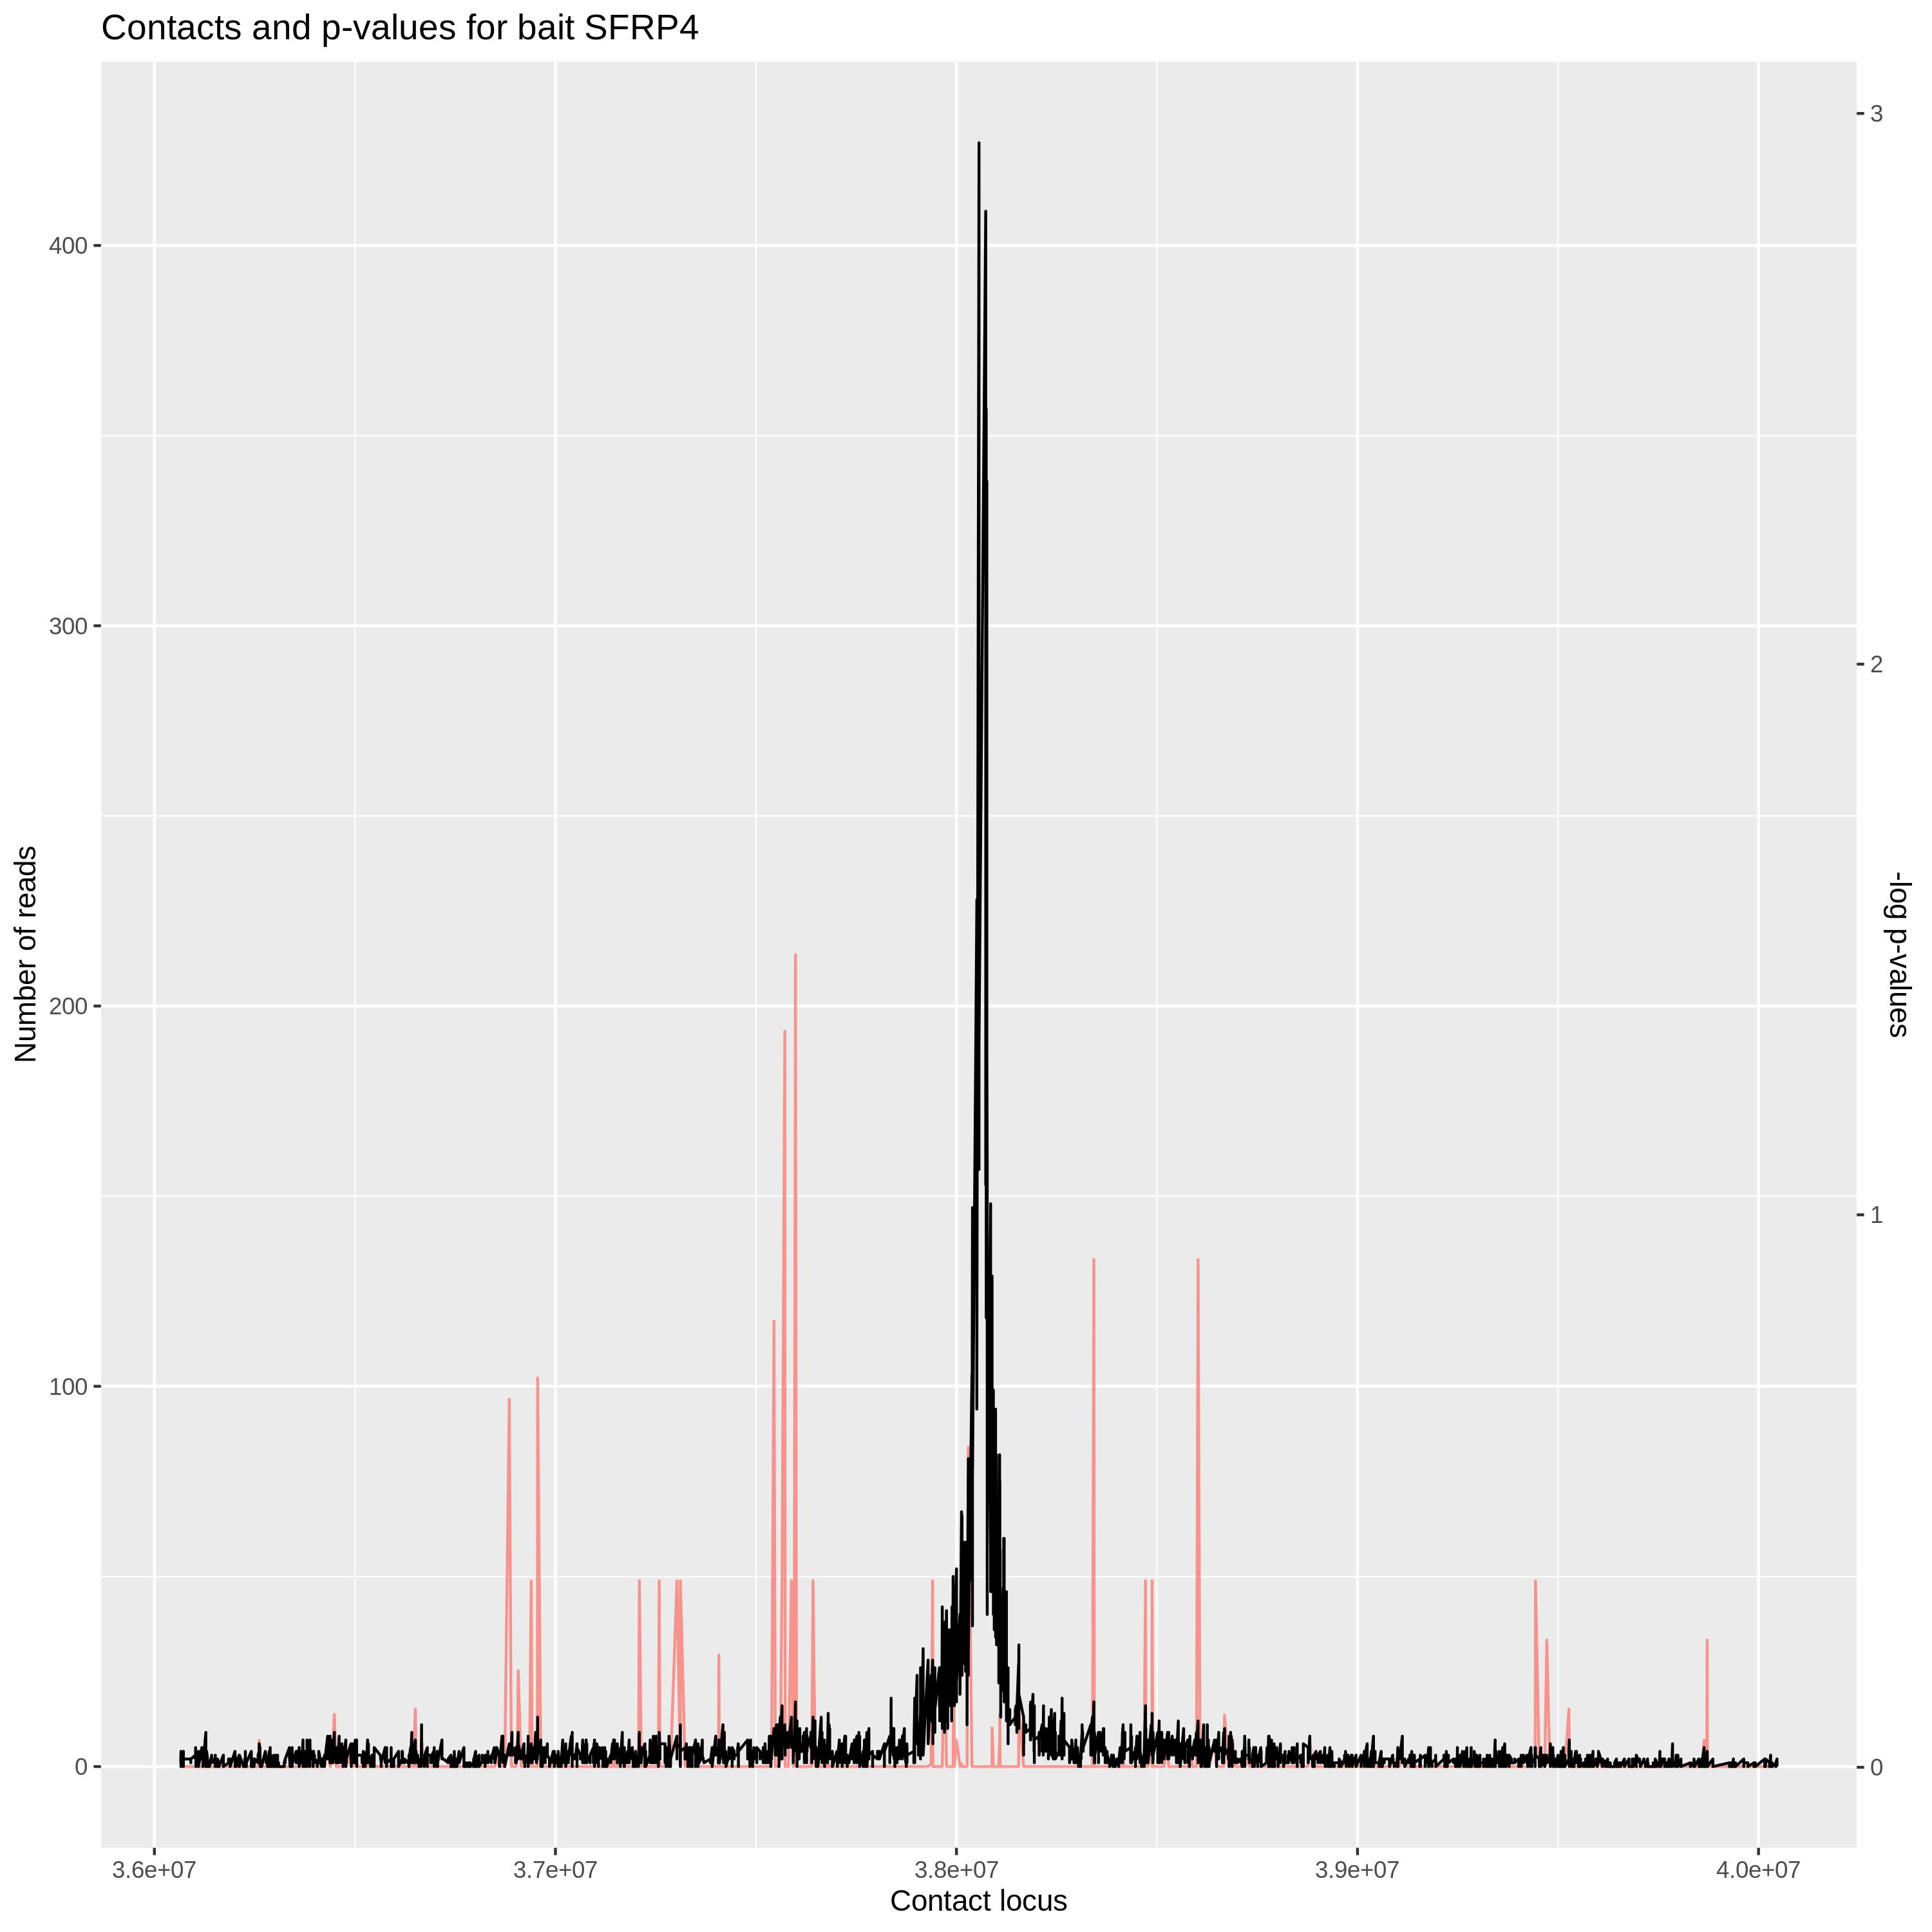 Contacts and p-values for bait SFRP4
Number of reads
400
300
200
100
0
3
2
1
0
-log p-values
3.6e+07
3.7e+07
3.8e+07
3.9e+07
4.0e+07
Contact locus